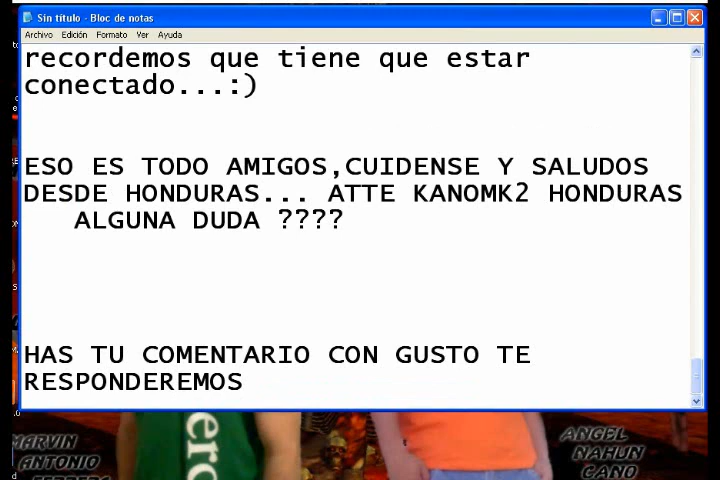 Sin título - Bloc de notas
Archivo Edición Formato Ver Ayuda
recordemos que tiene que estar
conectado...:)
ESO ES TODO AMIGOS,CUIDENSE Y SALUDOS
DESDE HONDURAS... ATTE KANOMK2 HONDURAS
ALGUNA DUDA ????
HAS TU COMENTARIO CON GUSTO TE
RESPONDEREMOS
MARVIN
ANTONIO
ANGEL
NAHUN
CANO